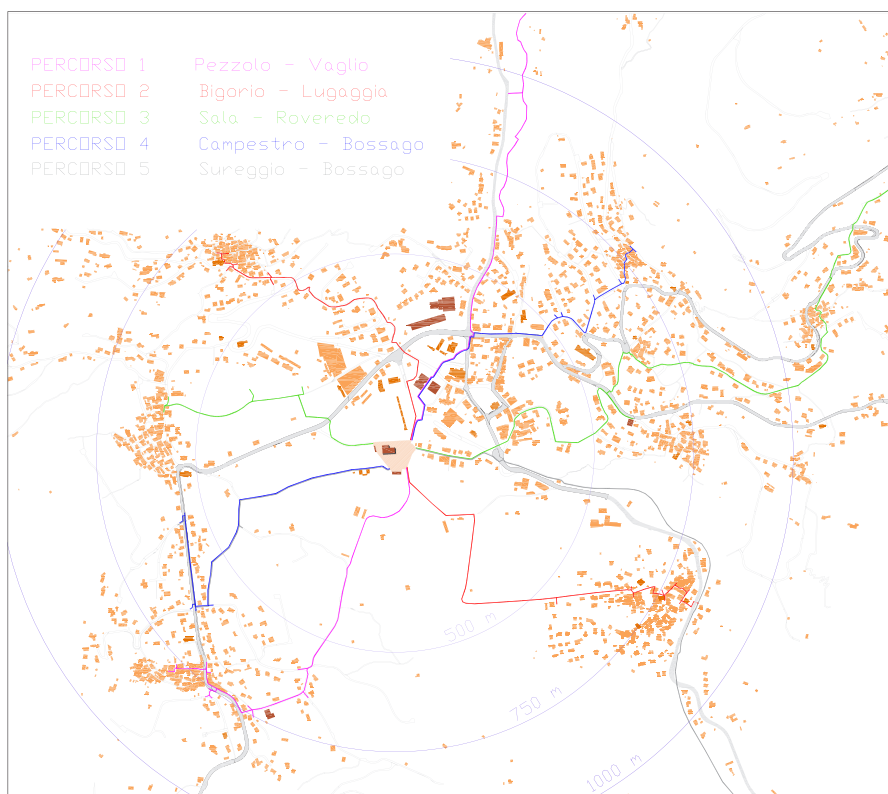 PERCORSO 1 Pezzolo - Vaglio
PERCORSO 2 Bigorio - Lugaggia
PERCORSO 3 Sala - Roveredo
PERCORSO 4 Campestro - Bossago
PERCORSO 5 Sureggio - Bossago
500 m
750 m
1000 m